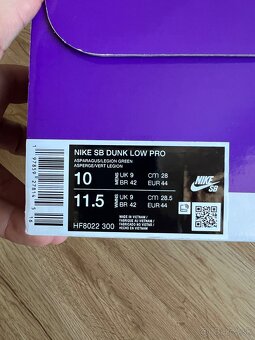 NIKE SB DUNK LOW PRO
ASPARAGUS/LEGION GREEN
ASPERGE/VERT LEGION
10 MENS UK 9 CM 28
BR 42 EUR 44
11.5 WOMENS UK 9 CM 28.5
BR 42 EUR 44
HF8022 300
MADE IN VIETNAM
NIKE
SB